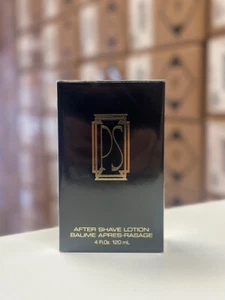 PS
AFTER SHAVE LOTION
BAUME APRES-RASAGE
4 Fl.Oz. 120 mL